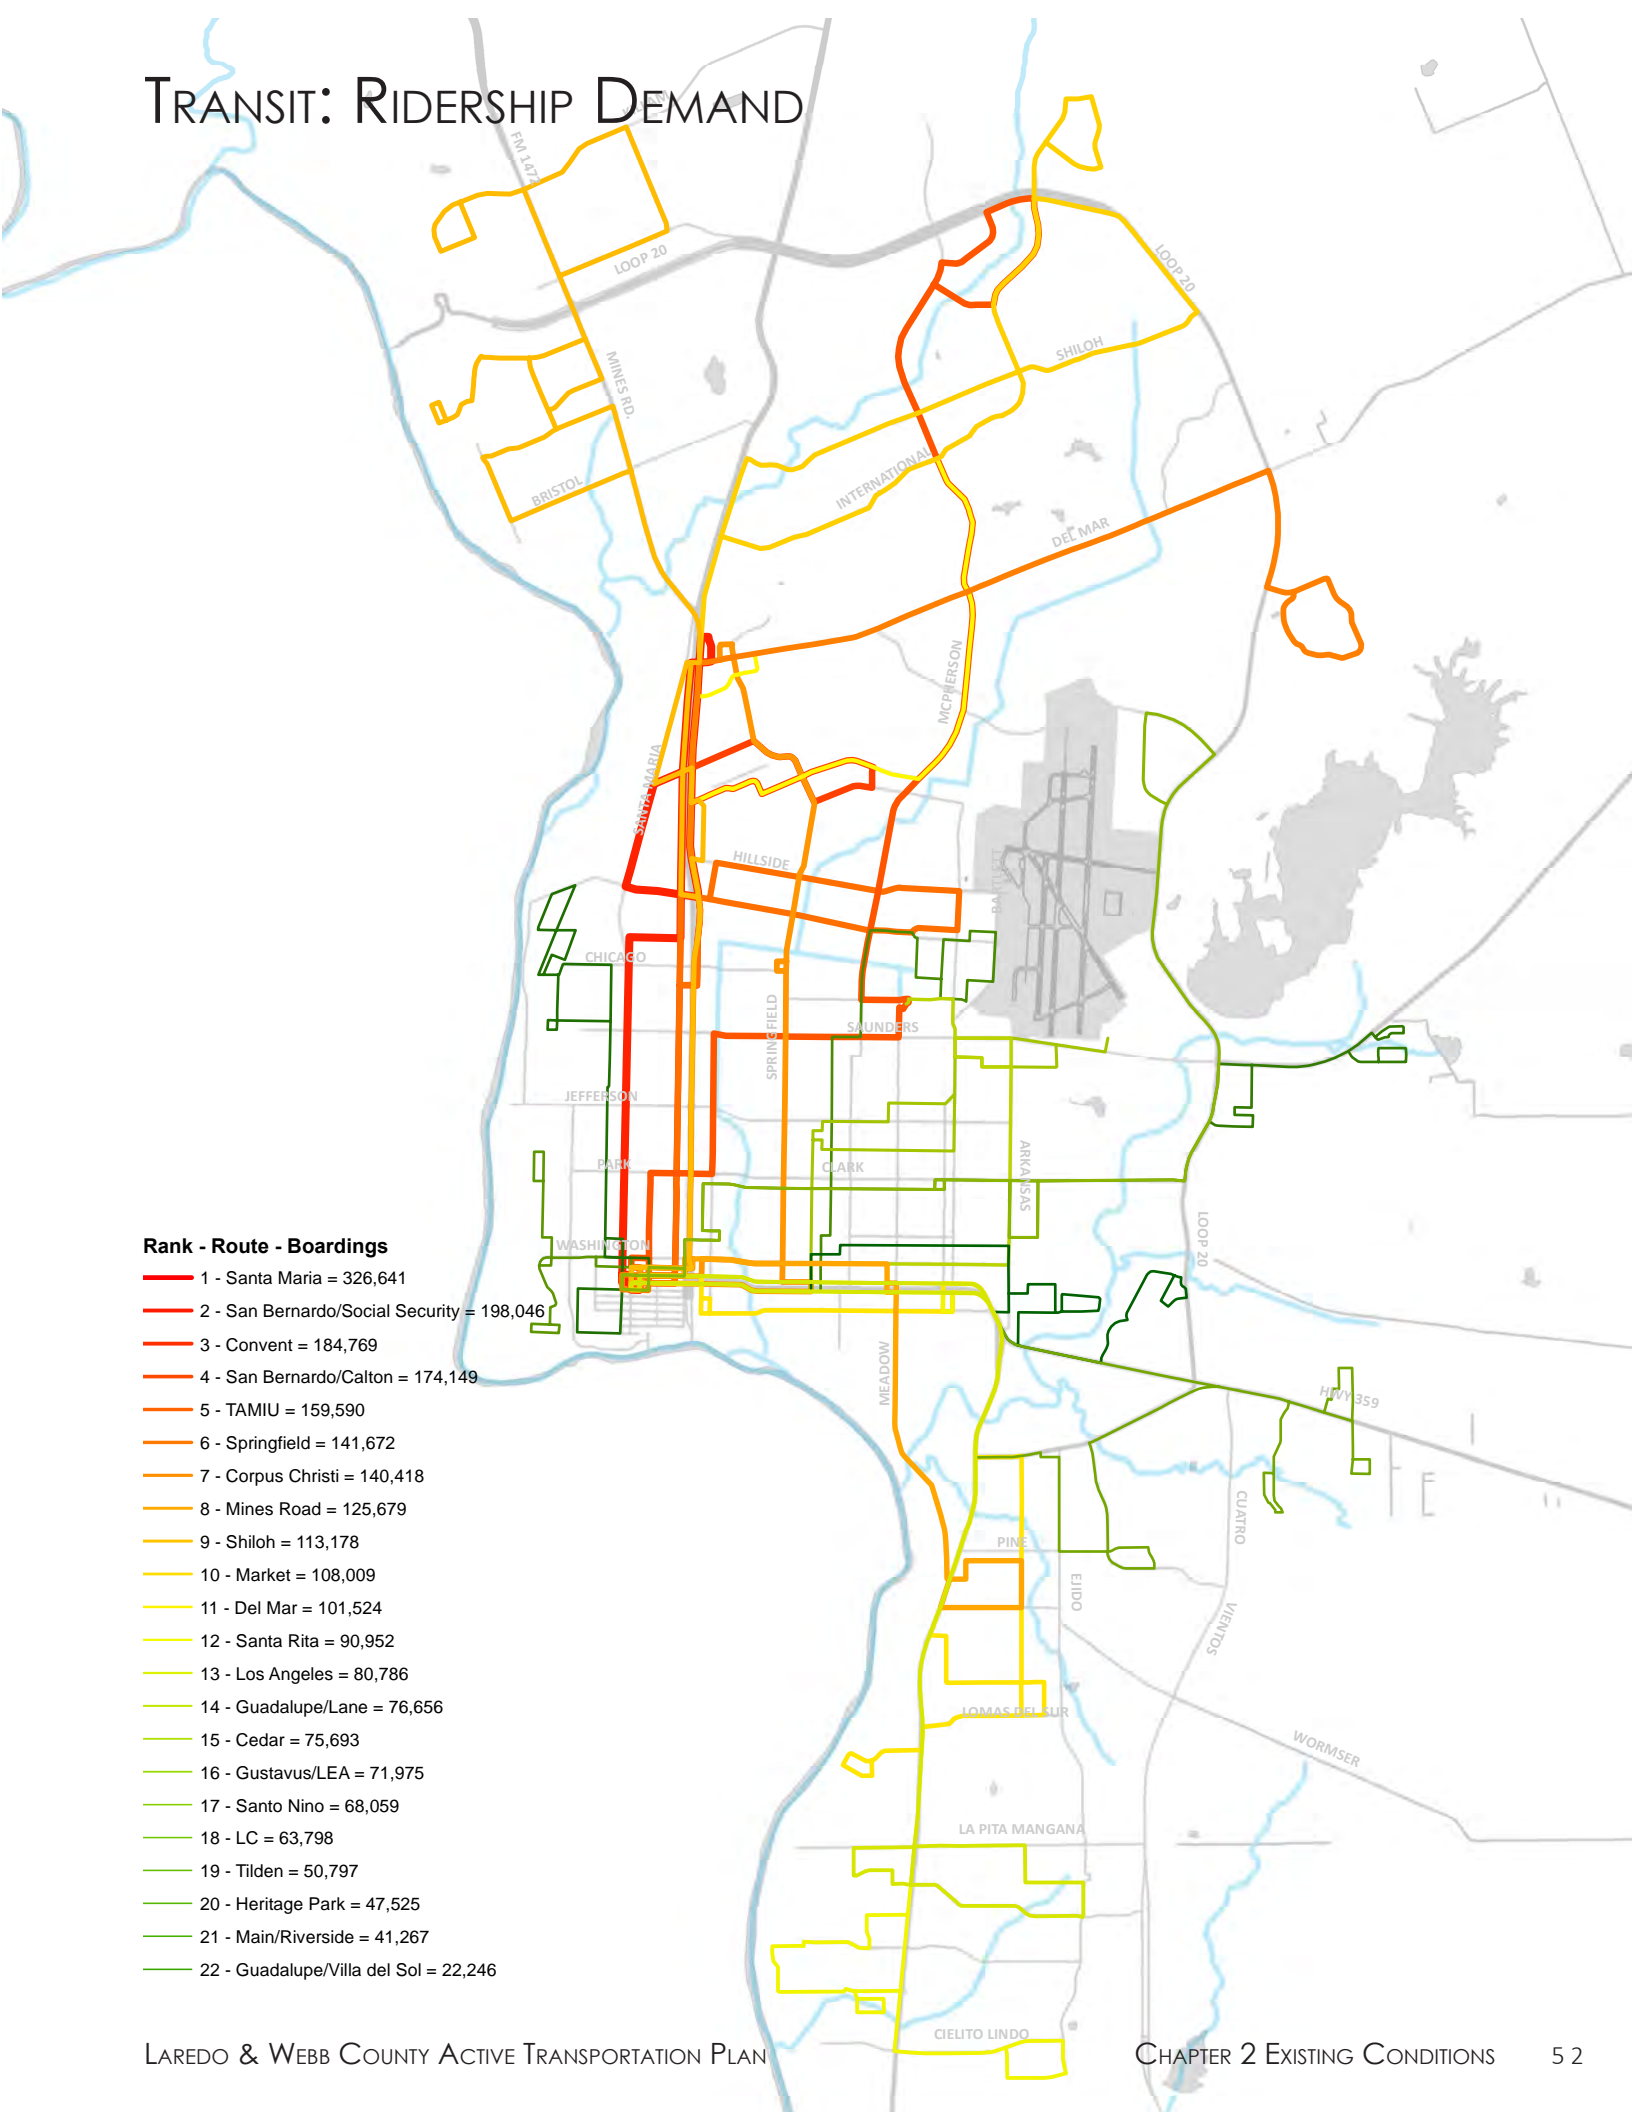 Transit: Ridership Demand
FM 1472
LOOP 20
LOOP 20
SHILOH
MINES RD.
INTERNATIONAL
BRISTOL
DEL MAR
MCPHERSON
SANTA MARIA
HILLSIDE
CHICAGO
SPRINGFIELD
SAUNDERS
JEFFERSON
PARK
CLARK
ARKANSAS
LOOP 20
WASHINGTON
MEADOW
HWY 359
CUATRO
PINE
EJIDO
VIENTOS
LOMAS DEL SUR
WORMSER
LA PITA MANGANA
CIELITO LINDO
Rank - Route - Boardings
1 - Santa Maria = 326,641
2 - San Bernardo/Social Security = 198,046
3 - Convent = 184,769
4 - San Bernardo/Calton = 174,149
5 - TAMIU = 159,590
6 - Springfield = 141,672
7 - Corpus Christi = 140,418
8 - Mines Road = 125,679
9 - Shiloh = 113,178
10 - Market = 108,009
11 - Del Mar = 101,524
12 - Santa Rita = 90,952
13 - Los Angeles = 80,786
14 - Guadalupe/Lane = 76,656
15 - Cedar = 75,693
16 - Gustavus/LEA = 71,975
17 - Santo Nino = 68,059
18 - LC = 63,798
19 - Tilden = 50,797
20 - Heritage Park = 47,525
21 - Main/Riverside = 41,267
22 - Guadalupe/Villa del Sol = 22,246
Laredo & Webb County Active Transportation Plan
Chapter 2 Existing Conditions 52